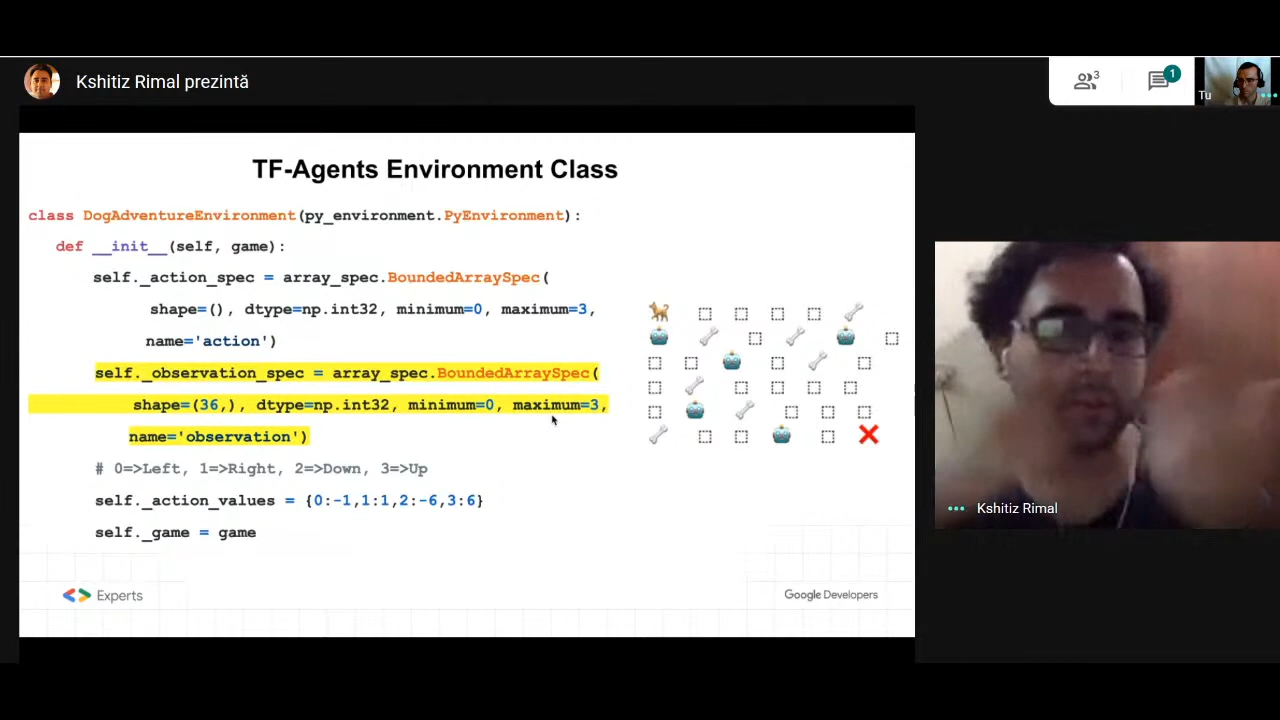 Kshitiz Rimal prezintă
3
1
Tu
TF-Agents Environment Class
class DogAdventureEnvironment(py_environment.PyEnvironment):
def __init__(self, game):
self._action_spec = array_spec.BoundedArraySpec(
shape=(), dtype=np.int32, minimum=0, maximum=3,
name='action')
self._observation_spec = array_spec.BoundedArraySpec(
shape=(36,), dtype=np.int32, minimum=0, maximum=3,
name='observation')
# 0=>Left, 1=>Right, 2=>Down, 3=>Up
self._action_values = {0:-1,1:1,2:-6,3:6}
self._game = game
Kshitiz Rimal
Experts
Google Developers